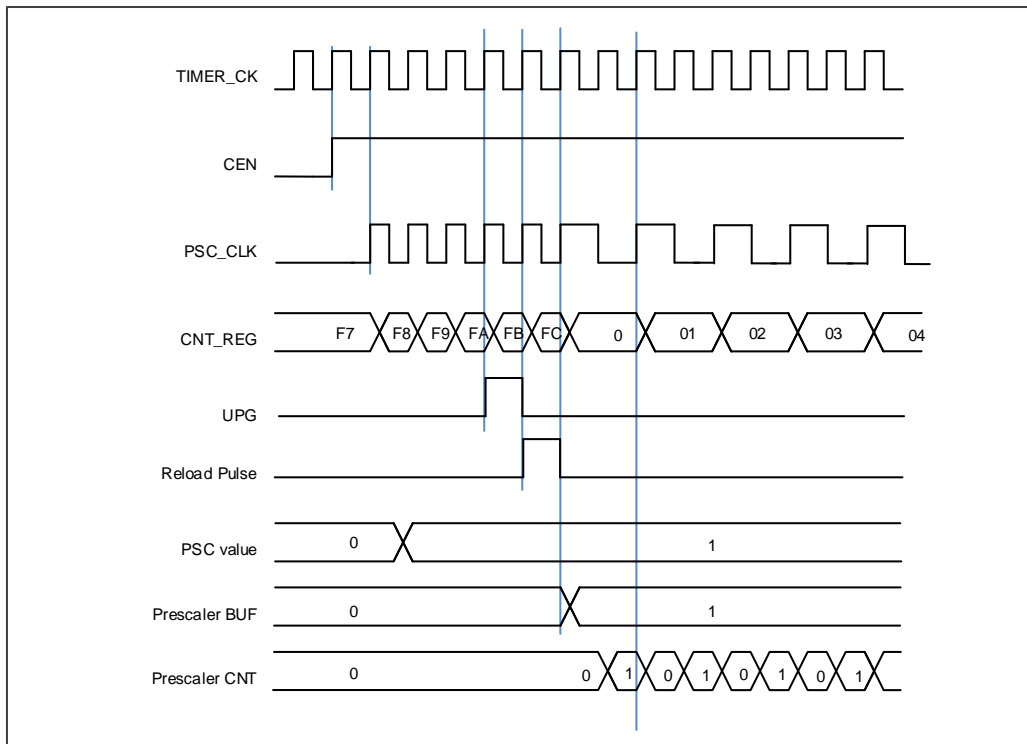 TIMER_CK
CEN
PSC_CLK
CNT_REG F7 F8 F9 FA FB FC 0 01 02 03 04
UPG
Reload Pulse
PSC value 0 1
Prescaler BUF 0 1
Prescaler CNT 0 0 1 0 1 0 1 0 1